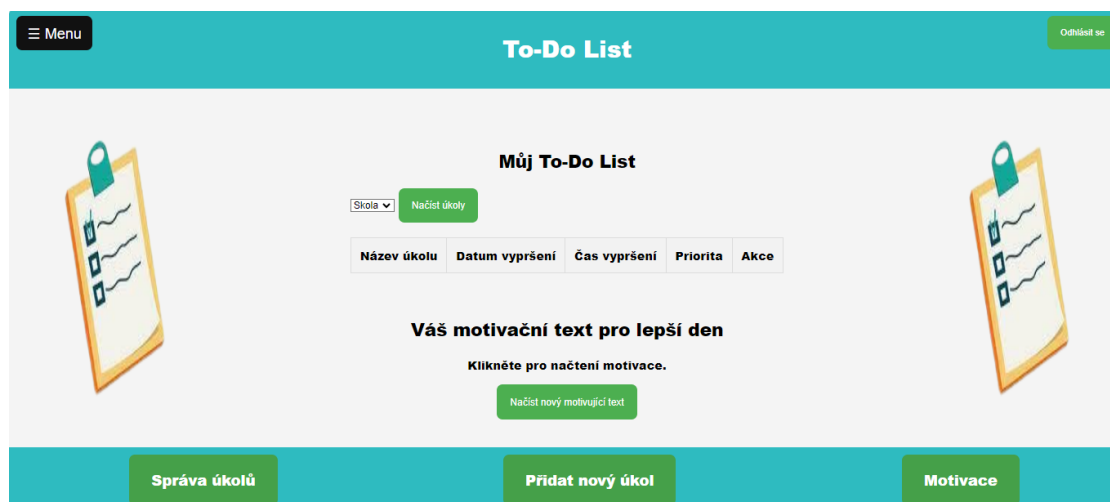 ☰ Menu
To-Do List
Odhlásit se
Můj To-Do List
Skola
Načíst úkoly
Název úkolu Datum vypršení Čas vypršení Priorita Akce
Váš motivační text pro lepší den
Klikněte pro načtení motivace.
Načíst nový motivující text
Správa úkolů
Přidat nový úkol
Motivace